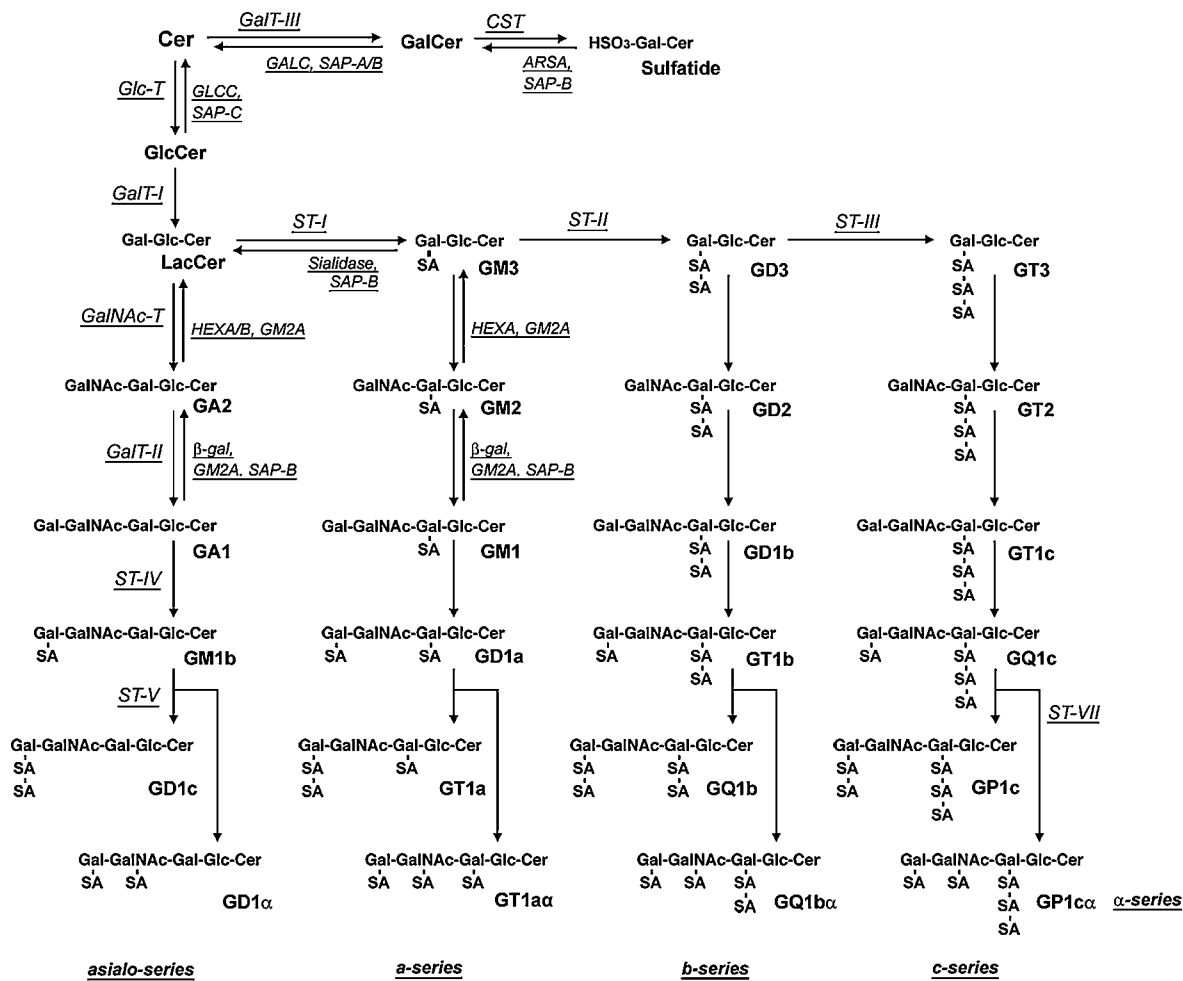 GalT-III
CST
Cer
GalCer
HSO3-Gal-Cer
Sulfatide
GALC, SAP-A/B
ARSA,
SAP-B
Glc-T
GLCC,
SAP-C
GlcCer
GalT-I
ST-I
ST-II
ST-III
Gal-Glc-Cer
LacCer
Gal-Glc-Cer
SA
GM3
Gal-Glc-Cer
SA
SA
GD3
Gal-Glc-Cer
SA
SA
SA
GT3
Sialidase,
SAP-B
GalNAc-T
HEXA/B, GM2A
HEXA, GM2A
GalNAc-Gal-Glc-Cer
GA2
GalNAc-Gal-Glc-Cer
SA
GM2
GalNAc-Gal-Glc-Cer
SA
SA
GD2
GalNAc-Gal-Glc-Cer
SA
SA
SA
GT2
GalT-II
β-gal,
GM2A. SAP-B
β-gal,
GM2A. SAP-B
Gal-GalNAc-Gal-Glc-Cer
GA1
Gal-GalNAc-Gal-Glc-Cer
SA
GM1
Gal-GalNAc-Gal-Glc-Cer
SA
SA
GD1b
Gal-GalNAc-Gal-Glc-Cer
SA
SA
SA
GT1c
ST-IV
Gal-GalNAc-Gal-Glc-Cer
SA
GM1b
Gal-GalNAc-Gal-Glc-Cer
SA SA
GD1a
Gal-GalNAc-Gal-Glc-Cer
SA SA
SA
GT1b
Gal-GalNAc-Gal-Glc-Cer
SA SA
SA
SA
GQ1c
ST-V
ST-VII
Gal-GalNAc-Gal-Glc-Cer
SA
SA
GD1c
Gal-GalNAc-Gal-Glc-Cer
SA SA
SA
GT1a
Gal-GalNAc-Gal-Glc-Cer
SA SA
SA SA
GQ1b
Gal-GalNAc-Gal-Glc-Cer
SA SA
SA SA
SA
GP1c
Gal-GalNAc-Gal-Glc-Cer
SA SA
GD1α
Gal-GalNAc-Gal-Glc-Cer
SA SA SA
GT1aα
Gal-GalNAc-Gal-Glc-Cer
SA SA SA
SA
GQ1bα
Gal-GalNAc-Gal-Glc-Cer
SA SA SA
SA
SA
GP1cα
α-series
asialo-series
a-series
b-series
c-series